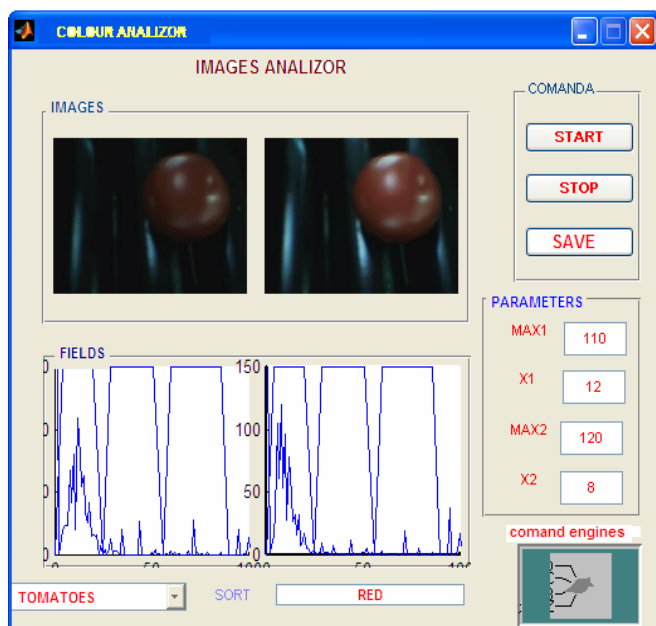 COLOUR ANALIZOR
IMAGES ANALIZOR
IMAGES
COMANDA
START
STOP
SAVE
PARAMETERS
MAX1 110
X1 12
MAX2 120
X2 8
FIELDS
150
100
50
0
50
50
TOMATOES
SORT
RED
comand engines